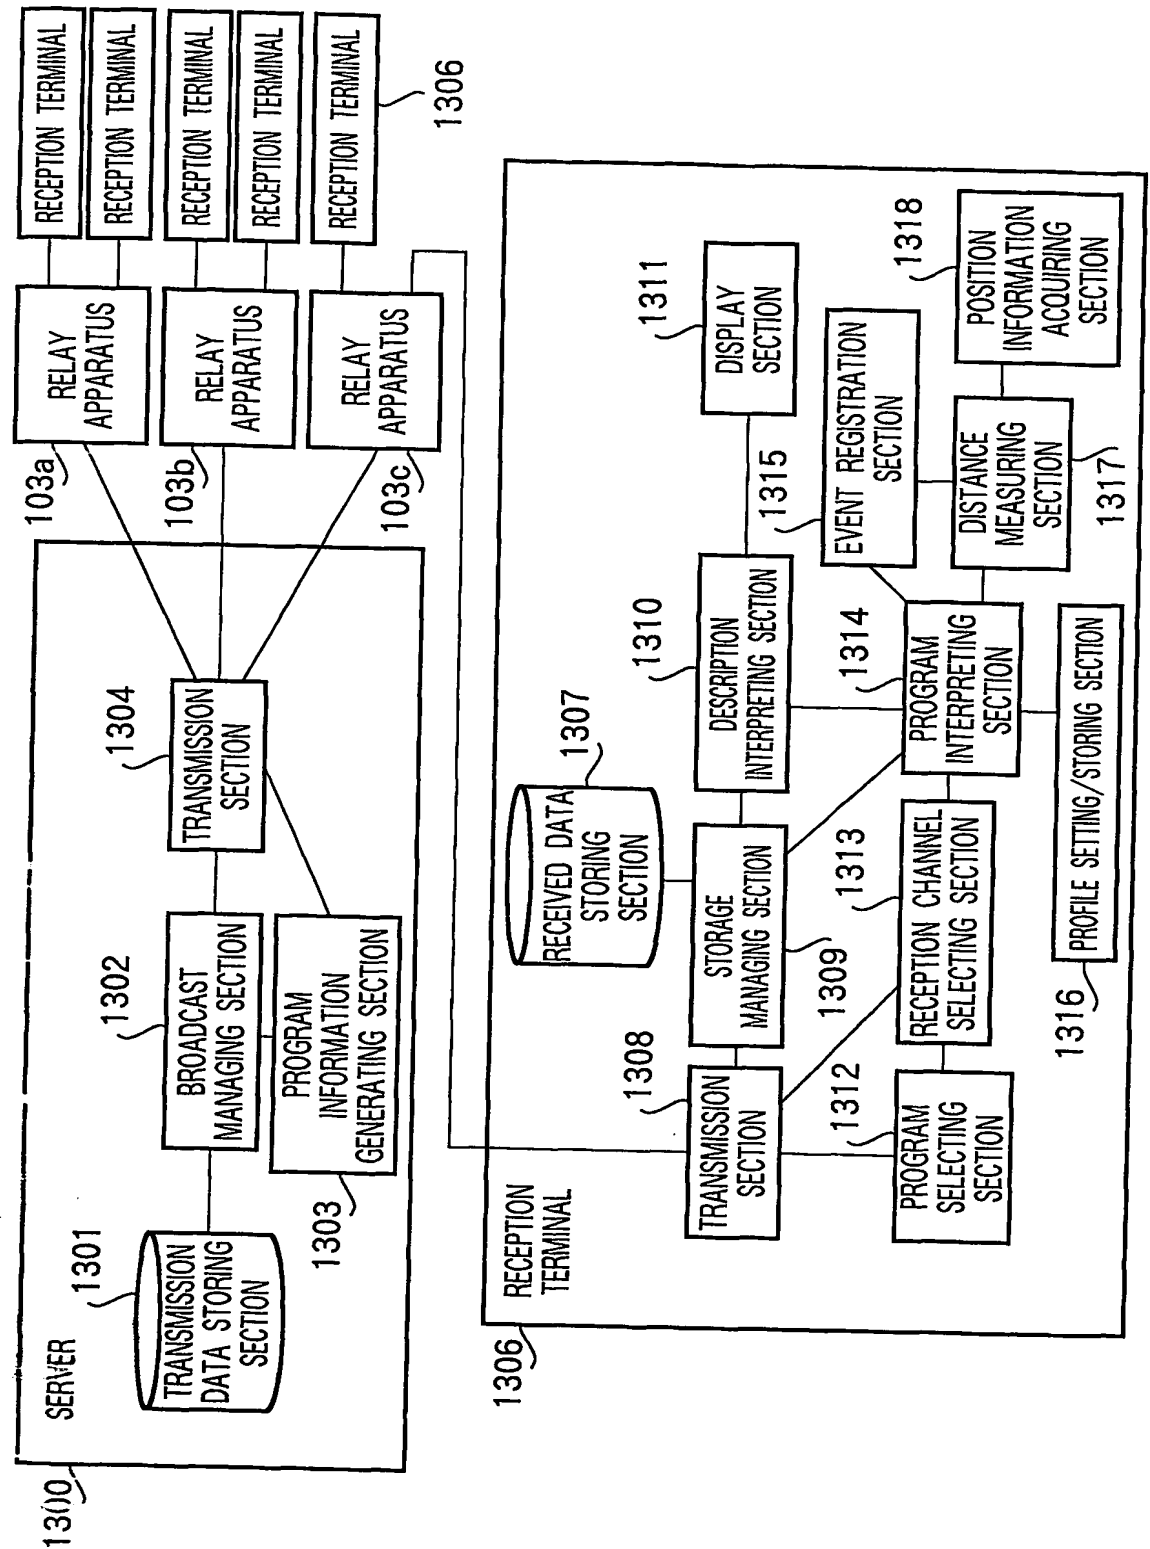 1300
SERVER
1301
TRANSMISSION
DATA STORING
SECTION
1302
BROADCAST
MANAGING SECTION
1303
PROGRAM
INFORMATION
GENERATING SECTION
1304
TRANSMISSION
SECTION
103a
RELAY
APPARATUS
103b
RELAY
APPARATUS
103c
RELAY
APPARATUS
RECEPTION TERMINAL
RECEPTION TERMINAL
RECEPTION TERMINAL
RECEPTION TERMINAL
RECEPTION TERMINAL
1306
1306
RECEPTION
TERMINAL
1307
RECEIVED DATA
STORING
SECTION
1308
TRANSMISSION
SECTION
1309
STORAGE
MANAGING SECTION
1310
DESCRIPTION
INTERPRETING SECTION
1311
DISPLAY
SECTION
1312
PROGRAM
SELECTING
SECTION
1313
RECEPTION CHANNEL
SELECTING SECTION
1314
PROGRAM
INTERPRETING
SECTION
1315
EVENT REGISTRATION
SECTION
1316
PROFILE SETTING/STORING SECTION
1317
DISTANCE
MEASURING
SECTION
1318
POSITION
INFORMATION
ACQUIRING
SECTION